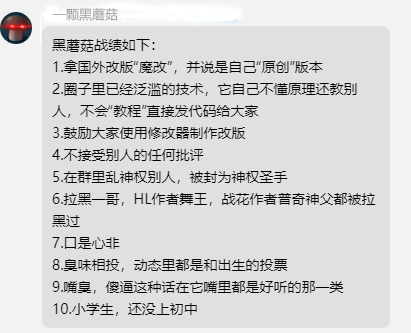 一颗黑蘑菇
黑蘑菇战绩如下：
1.拿国外改版“魔改”，并说是自己“原创”版本
2.圈子里已经泛滥的技术，它自己不懂原理还教别
人，不会“教程”直接发代码给大家
3.鼓励大家使用修改器制作改版
4.不接受别人的任何批评
5.在群里乱神权别人，被封为神权圣手
6.拉黑一哥，HL作者舞王，战花作者普奇神父都被拉
黑过
7.口是心非
8.臭味相投，动态里都是和出生的投票
9.嘴臭，傻逼这种话在它嘴里都是好听的那一类
10.小学生，还没上初中